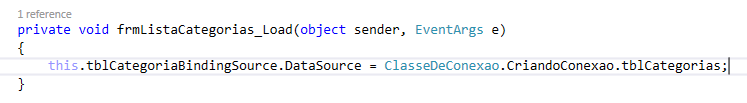 1 reference
private void frmListaCategorias_Load(object sender, EventArgs e)
{
    this.tblCategoriaBindingSource.DataSource = ClasseDeConexao.CriandoConexao.tblCategorias;
}